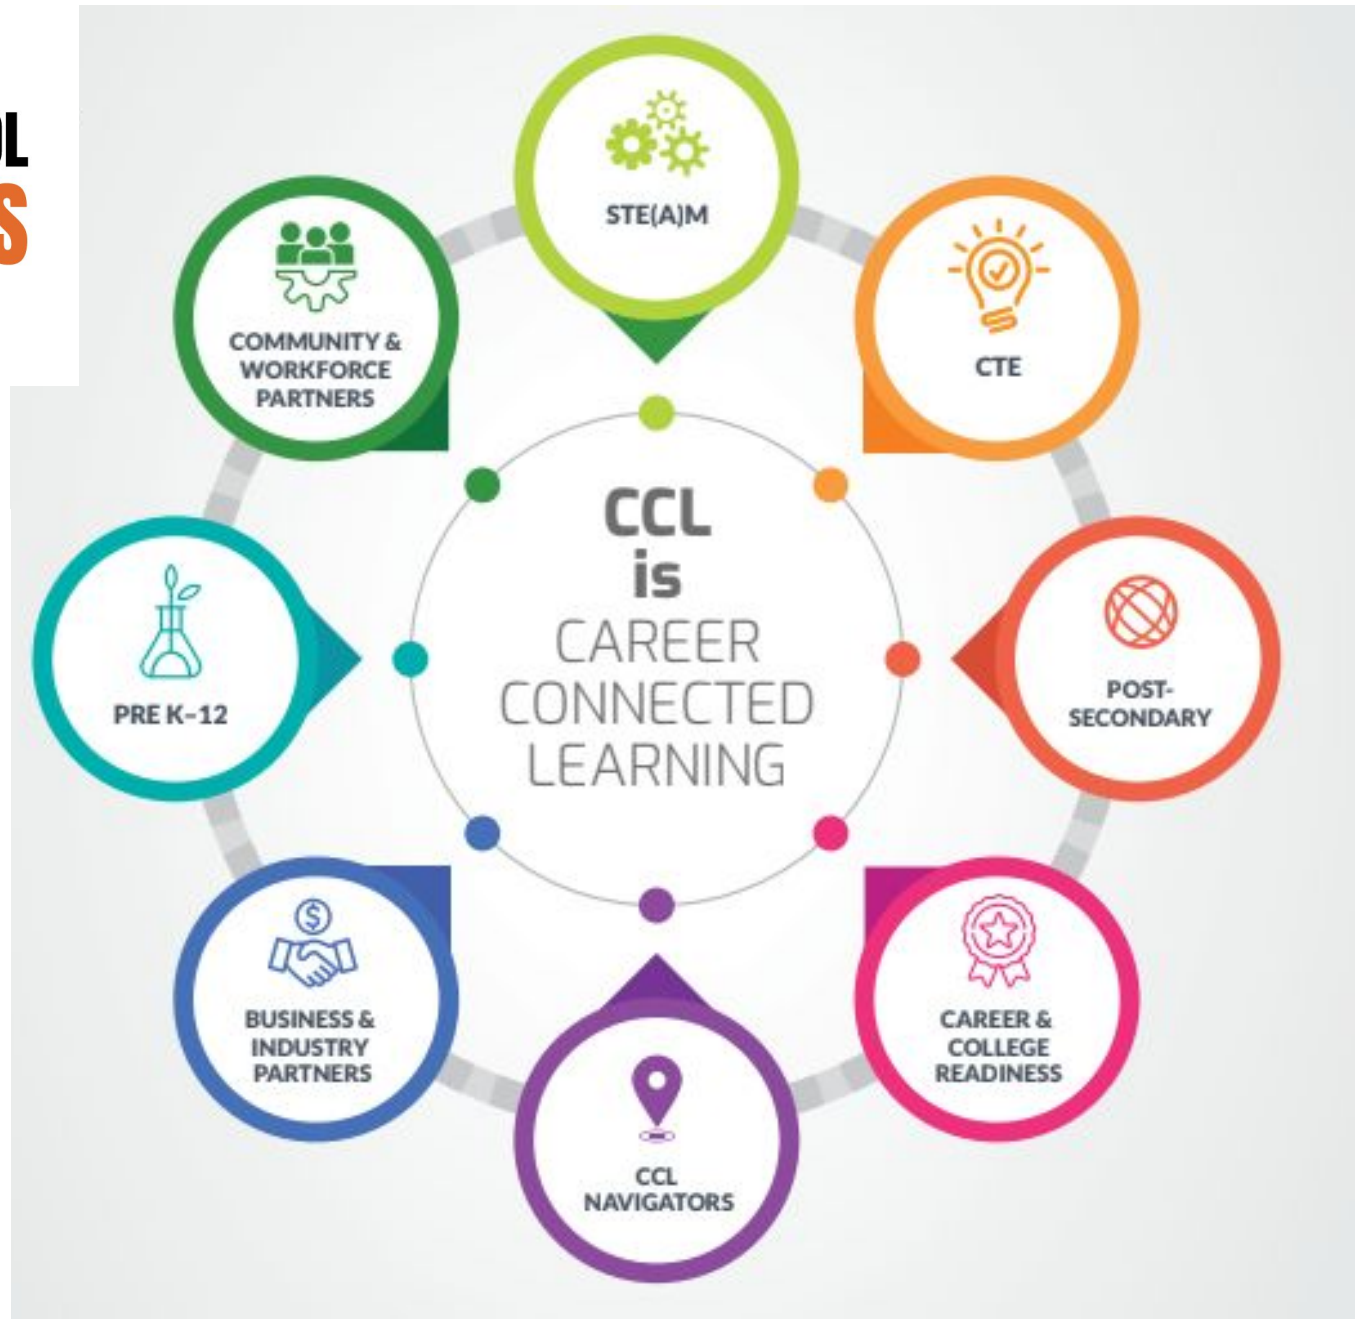 STE(A)M
CTE
POST-
SECONDARY
CAREER &
COLLEGE
READINESS
CCL
NAVIGATORS
BUSINESS &
INDUSTRY
PARTNERS
PRE K–12
COMMUNITY &
WORKFORCE
PARTNERS
CCL
is
CAREER
CONNECTED
LEARNING